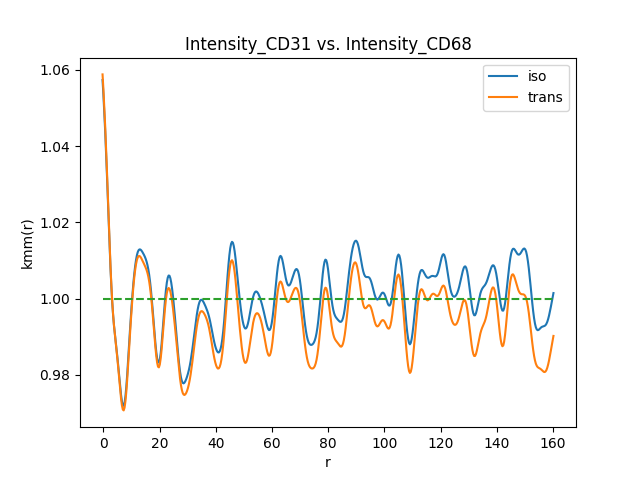 Intensity_CD31 vs. Intensity_CD68
iso
trans
kmm(r)
1.06
1.04
1.02
1.00
0.98
0 20 40 60 80 100 120 140 160
r